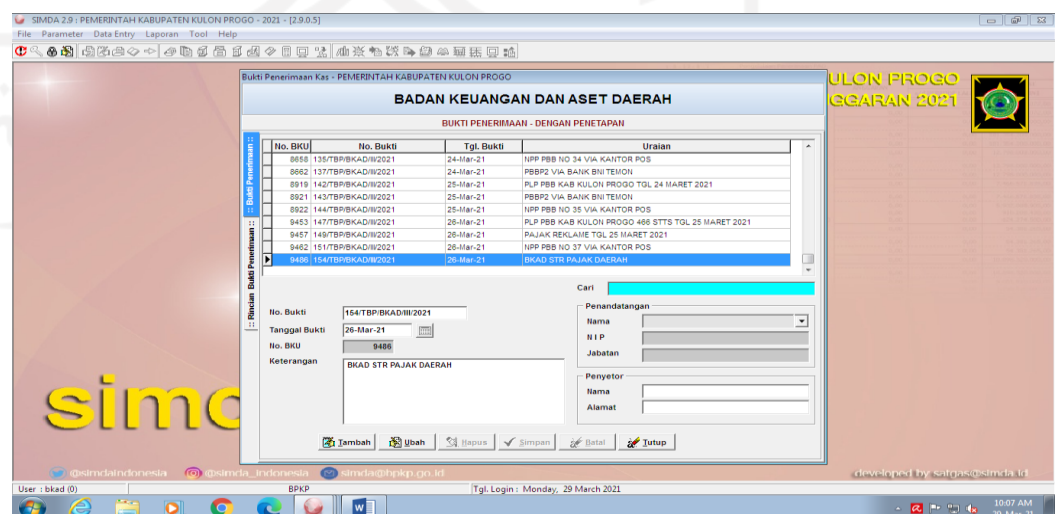 SIMDA 2.9 : PEMERINTAH KABUPATEN KULON PROGO - 2021 - [2.9.0.5]
File Parameter Data Entry Laporan Tool Help
Bukti Penerimaan Kas - PEMERINTAH KABUPATEN KULON PROGO
ULON PROGO
GGARAN 2021
BADAN KEUANGAN DAN ASET DAERAH
BUKTI PENERIMAAN - DENGAN PENETAPAN
:: Bukti Penerimaan ::
:: Rincian Bukti Penerimaan ::
No. BKU No. Bukti Tgl. Bukti Uraian
8658 135/TBP/BKAD/III/2021 24-Mar-21 NPP PBB NO 34 VIA KANTOR POS
8662 137/TBP/BKAD/III/2021 24-Mar-21 PBBP2 VIA BANK BNI TEMON
8919 142/TBP/BKAD/III/2021 25-Mar-21 PLP PBB KAB KULON PROGO TGL 24 MARET 2021
8921 143/TBP/BKAD/III/2021 25-Mar-21 PBBP2 VIA BANK BNI TEMON
8922 144/TBP/BKAD/III/2021 25-Mar-21 NPP PBB NO 35 VIA KANTOR POS
9453 147/TBP/BKAD/III/2021 26-Mar-21 PLP PBB KAB KULON PROGO 466 STTS TGL 25 MARET 2021
9457 149/TBP/BKAD/III/2021 26-Mar-21 PAJAK REKLAME TGL 25 MARET 2021
9462 151/TBP/BKAD/III/2021 26-Mar-21 NPP PBB NO 37 VIA KANTOR POS
9486 154/TBP/BKAD/III/2021 26-Mar-21 BKAD STR PAJAK DAERAH
Cari
No. Bukti 154/TBP/BKAD/III/2021
Tanggal Bukti 26-Mar-21
No. BKU 9486
Keterangan BKAD STR PAJAK DAERAH
Penandatangan
Nama
N I P
Jabatan
Penyetor
Nama
Alamat
Tambah Ubah Hapus Simpan Batal Tutup
simd
@simdaindonesia @simda_indonesia simda@bpkp.go.id developed by satgas@simda.id
User : bkad (0) BPKP Tgl. Login : Monday, 29 March 2021
10:07 AM
29-Mar-21